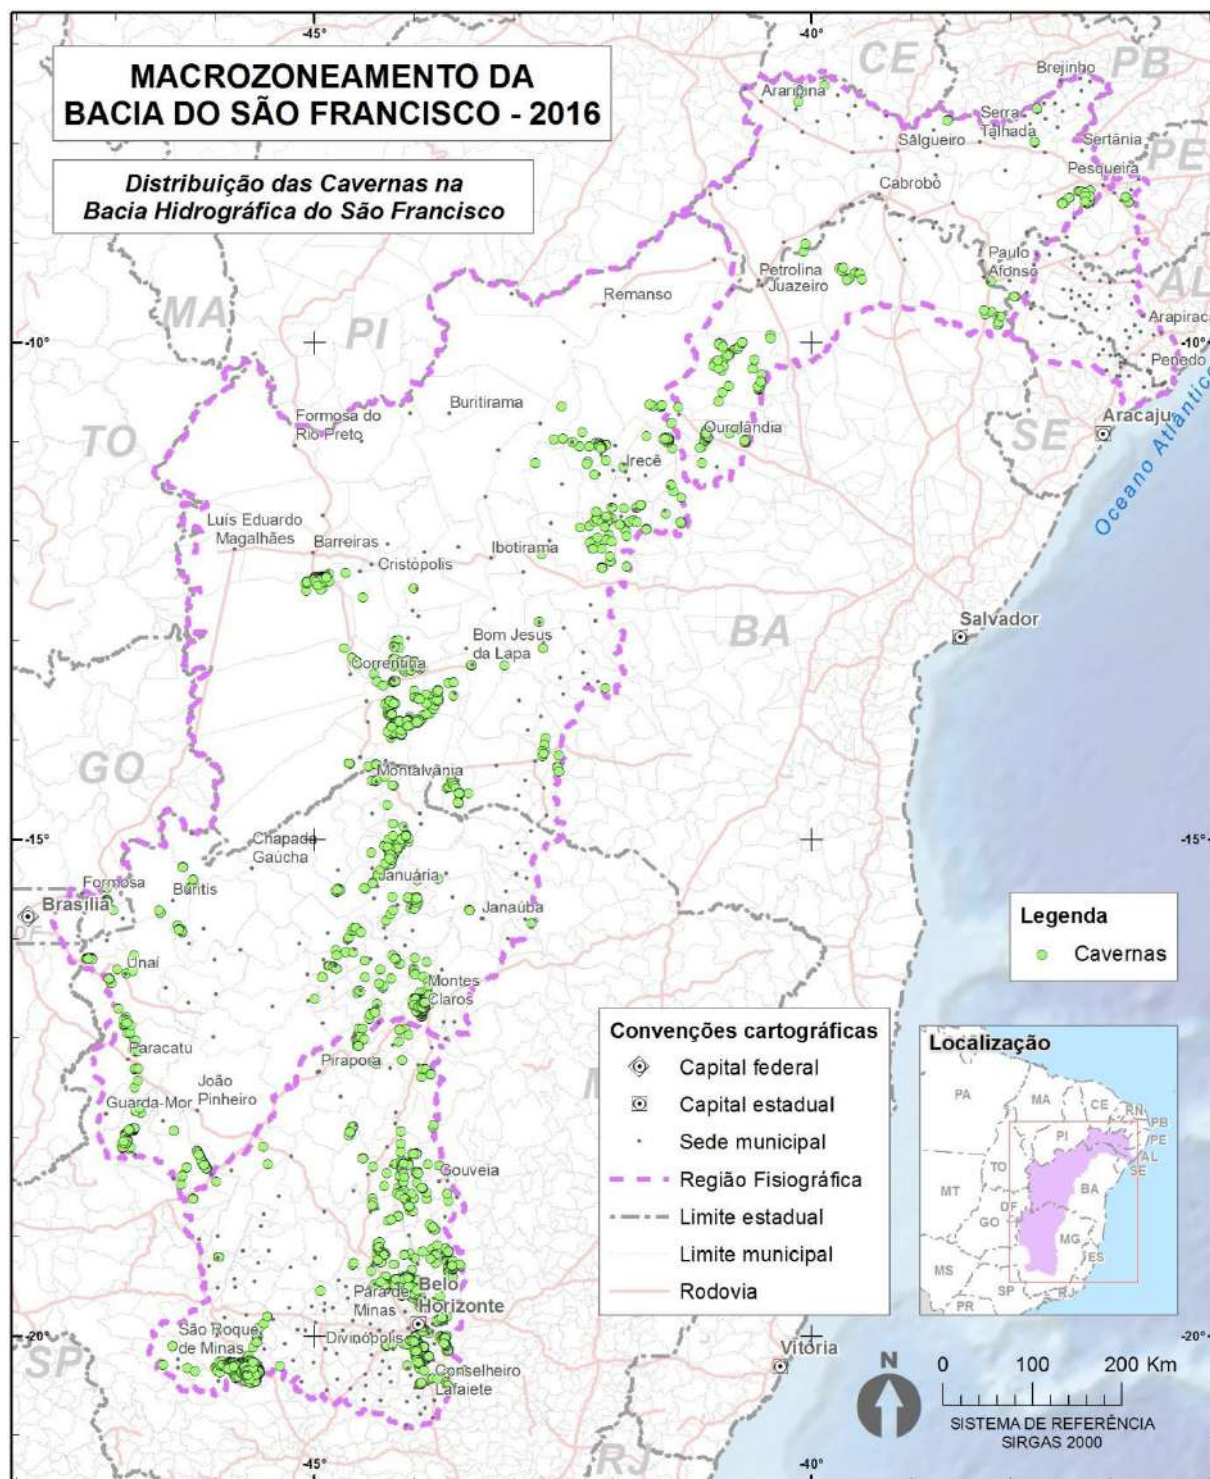 -45°
-40°
MACROZONEAMENTO DA
BACIA DO SÃO FRANCISCO - 2016
Distribuição das Cavernas na
Bacia Hidrográfica do São Francisco
CE
PB
Brejinho
Araripina
Serra
Talhada
Salgueiro
Sertânia
PE
Pesqueira
Cabrobó
Paulo
Afonso
Petrolina
Juazeiro
AL
Remanso
MA
PI
Arapiraca
-10°
-10°
Penedo
Buritirama
Formosa do
Rio Preto
Aracaju
TO
Ourolândia
SE
Irecê
Oceano Atlântico
Luís Eduardo
Magalhães
Barreiras
Ibotirama
Cristópolis
Salvador
BA
Bom Jesus
da Lapa
Correntina
GO
Montalvânia
-15°
-15°
Chapada
Gaúcha
Januária
Formosa
Buritis
Brasília
DF
Janaúba
Legenda
Cavernas
Unaí
Montes
Claros
Convenções cartográficas
Capital federal
Capital estadual
Sede municipal
Região Fisiográfica
Limite estadual
Limite municipal
Rodovia
Localização
PA
MA
CE
RN
PB
PI
PE
AL
SE
TO
BA
MT
DF
GO
MG
ES
MS
SP
RJ
PR
Paracatu
Pirapora
João
Pinheiro
Guarda-Mor
Gouveia
Belo
Horizonte
Pará de
Minas
-20°
-20°
São Roque
de Minas
Divinópolis
Conselheiro
Lafaiete
SP
Vitória
N
0 100 200 Km
SISTEMA DE REFERÊNCIA
SIRGAS 2000
RJ
-45°
-40°